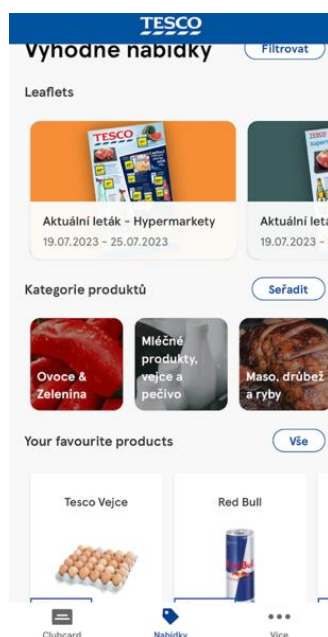 TESCO
Výhodné nabídky
Filtrovat
Leaflets
TESCO
Aktuální leták - Hypermarkety
19.07.2023 - 25.07.2023
Aktuální letá
19.07.2023 -
Kategorie produktů
Seřadit
Ovoce &
Zelenina
Mléčné
produkty,
vejce a
pečivo
Maso, drůbež
a ryby
Your favourite products
Vše
Tesco Vejce
Red Bull
Clubcard
Nabídky
Více